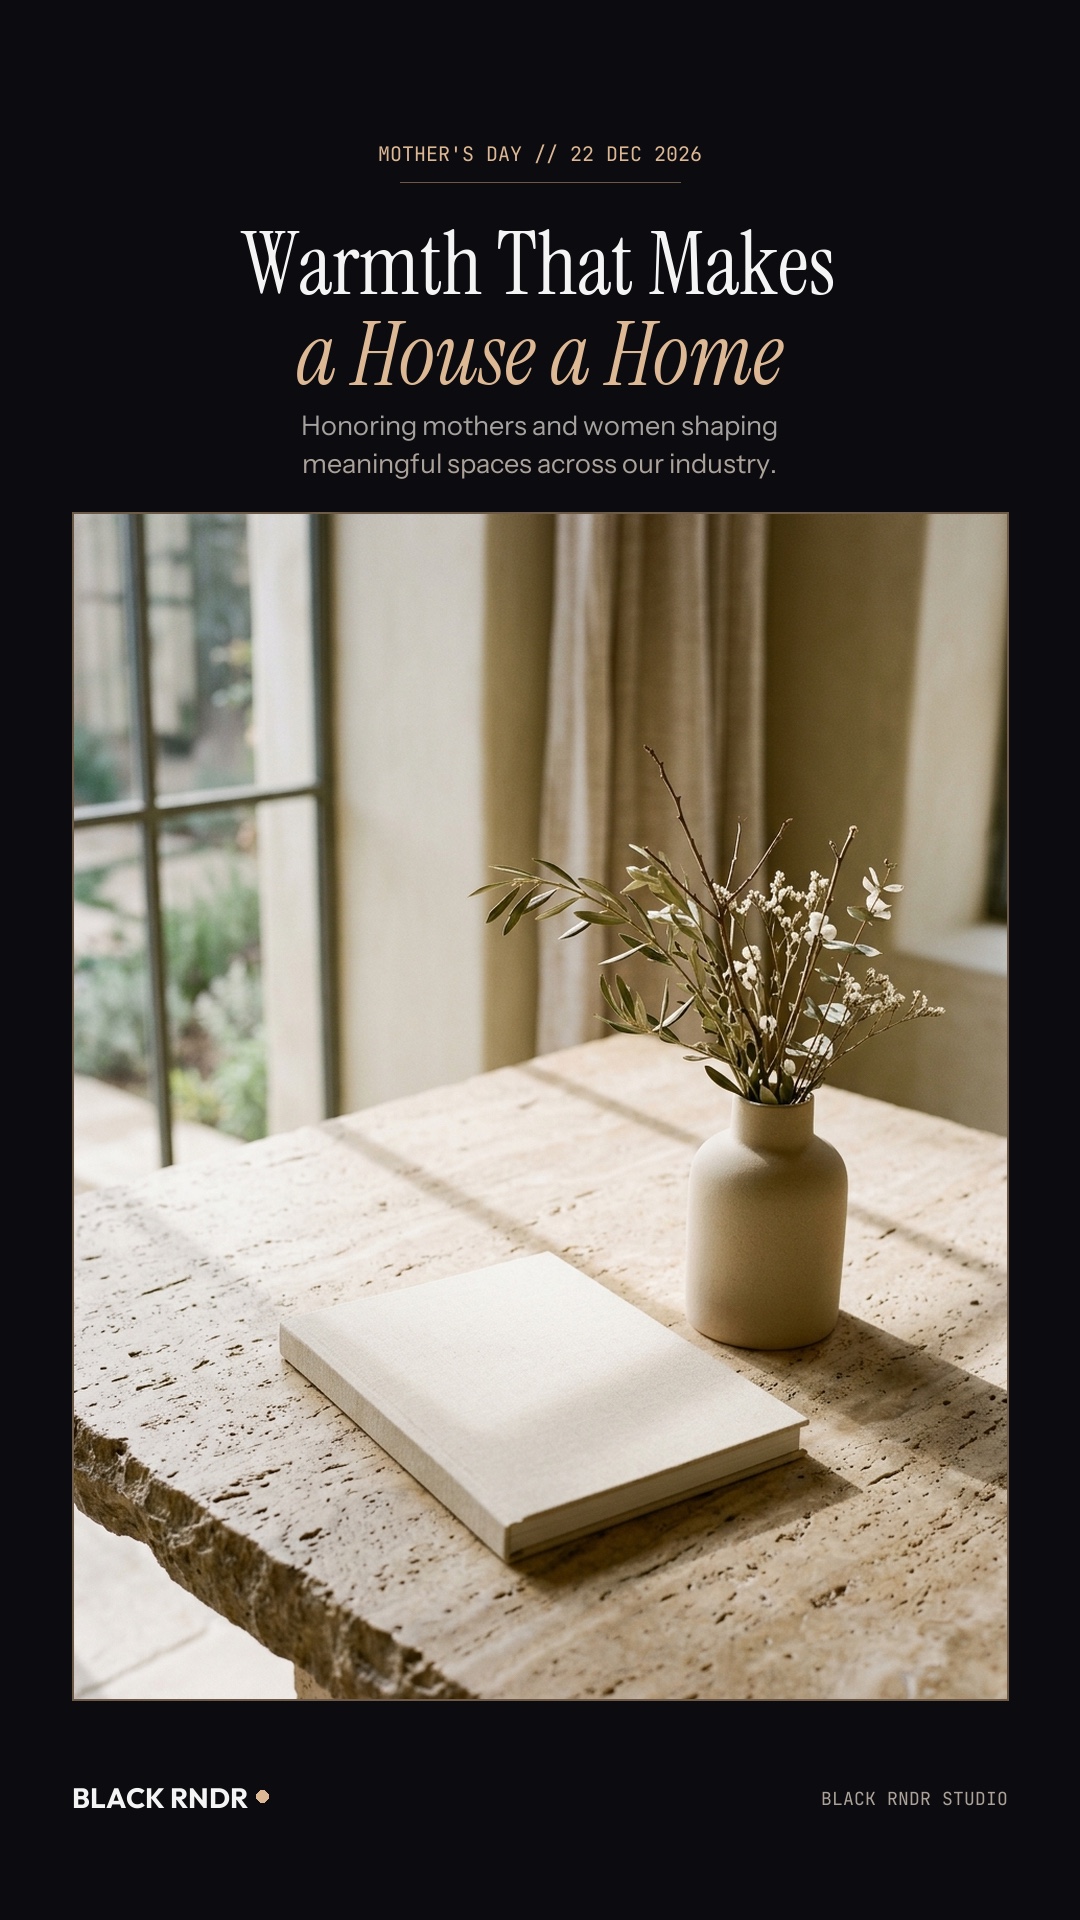 MOTHER'S DAY // 22 DEC 2026
Warmth That Makes
a House a Home
Honoring mothers and women shaping
meaningful spaces across our industry.
BLACK RNDR
BLACK RNDR STUDIO